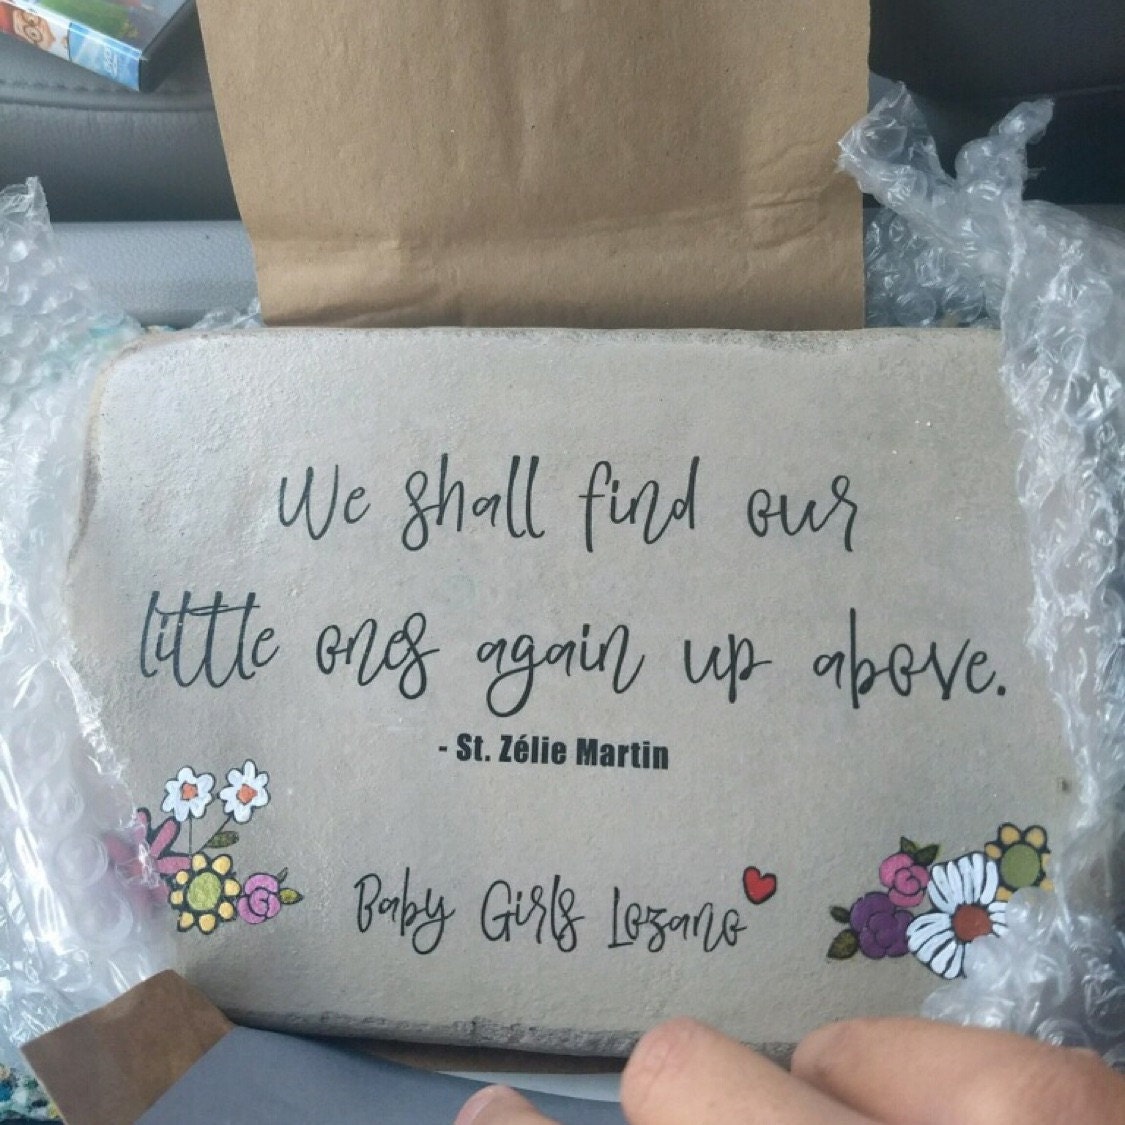 We shall find our
little ones again up above.
- St. Zélie Martin
Baby Girls Lozano